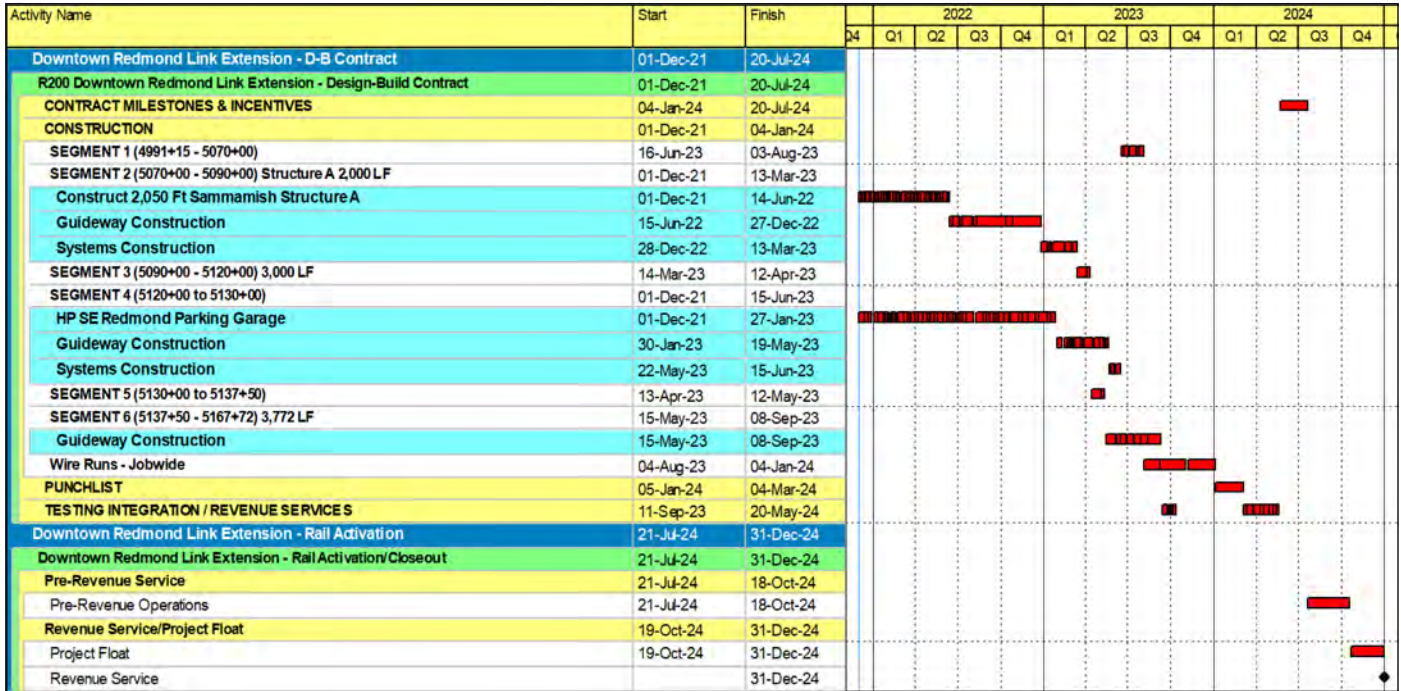 Activity Name Start Finish 2022 2023 2024
Q4 Q1 Q2 Q3 Q4 Q1 Q2 Q3 Q4 Q1 Q2 Q3 Q4
Downtown Redmond Link Extension - D-B Contract 01-Dec-21 20-Jul-24
R200 Downtown Redmond Link Extension - Design-Build Contract 01-Dec-21 20-Jul-24
CONTRACT MILESTONES & INCENTIVES 04-Jan-24 20-Jul-24
CONSTRUCTION 01-Dec-21 04-Jan-24
SEGMENT 1 (4991+15 - 5070+00) 16-Jun-23 03-Aug-23
SEGMENT 2 (5070+00 - 5090+00) Structure A 2,000 LF 01-Dec-21 13-Mar-23
Construct 2,050 Ft Sammamish Structure A 01-Dec-21 14-Jun-22
Guideway Construction 15-Jun-22 27-Dec-22
Systems Construction 28-Dec-22 13-Mar-23
SEGMENT 3 (5090+00 - 5120+00) 3,000 LF 14-Mar-23 12-Apr-23
SEGMENT 4 (5120+00 to 5130+00) 01-Dec-21 15-Jun-23
HP SE Redmond Parking Garage 01-Dec-21 27-Jan-23
Guideway Construction 30-Jan-23 19-May-23
Systems Construction 22-May-23 15-Jun-23
SEGMENT 5 (5130+00 to 5137+50) 13-Apr-23 12-May-23
SEGMENT 6 (5137+50 - 5167+72) 3,772 LF 15-May-23 08-Sep-23
Guideway Construction 15-May-23 08-Sep-23
Wire Runs - Jobwide 04-Aug-23 04-Jan-24
PUNCHLIST 05-Jan-24 04-Mar-24
TESTING INTEGRATION / REVENUE SERVICES 11-Sep-23 20-May-24
Downtown Redmond Link Extension - Rail Activation 21-Jul-24 31-Dec-24
Downtown Redmond Link Extension - Rail Activation/Closeout 21-Jul-24 31-Dec-24
Pre-Revenue Service 21-Jul-24 18-Oct-24
Pre-Revenue Operations 21-Jul-24 18-Oct-24
Revenue Service/Project Float 19-Oct-24 31-Dec-24
Project Float 19-Oct-24 31-Dec-24
Revenue Service 31-Dec-24